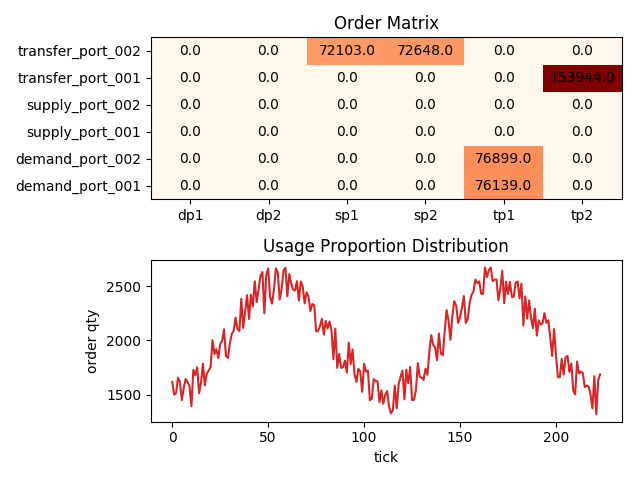 Order Matrix
transfer_port_002 0.0 0.0 72103.0 72648.0 0.0 0.0
transfer_port_001 0.0 0.0 0.0 0.0 0.0 153944.0
supply_port_002 0.0 0.0 0.0 0.0 0.0 0.0
supply_port_001 0.0 0.0 0.0 0.0 0.0 0.0
demand_port_002 0.0 0.0 0.0 0.0 76899.0 0.0
demand_port_001 0.0 0.0 0.0 0.0 76139.0 0.0
dp1 dp2 sp1 sp2 tp1 tp2
Usage Proportion Distribution
order qty
2500
2000
1500
0 50 100 150 200
tick